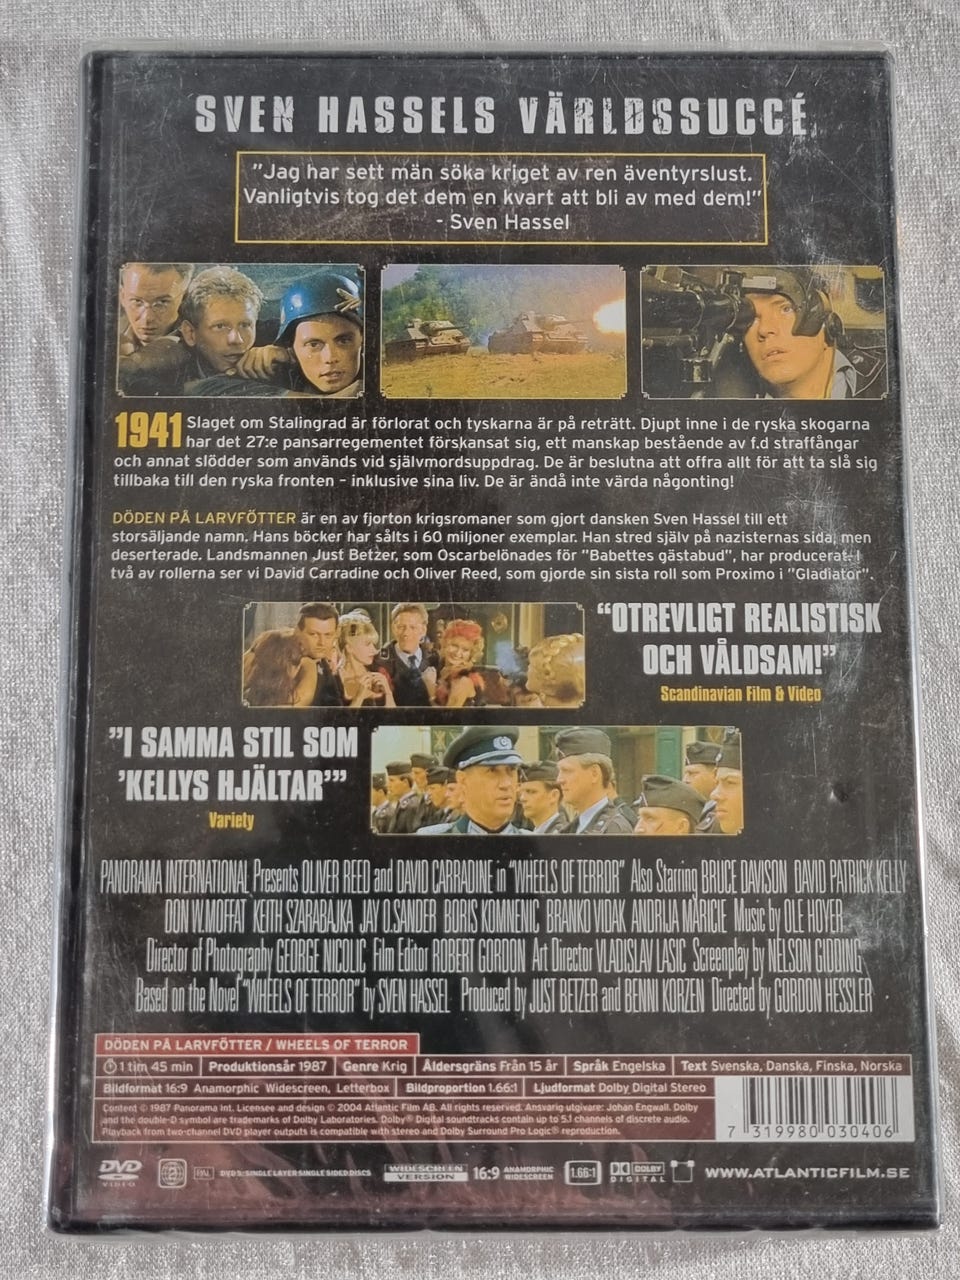 SVEN HASSELS VÄRLDSSUCCÉ
"Jag har sett män söka kriget av ren äventyrslust.
Vanligtvis tog det dem en kvart att bli av med dem!"
- Sven Hassel
1941 Slaget om Stalingrad är förlorat och tyskarna är på reträtt. Djupt inne i de ryska skogarna
har det 27:e pansarregementet förskansat sig, ett manskap bestående av f.d straffångar
och annat slödder som används vid självmordsuppdrag. De är beslutna att offra allt för att ta slå sig
tillbaka till den ryska fronten – inklusive sina liv. De är ändå inte värda någonting!
DÖDEN PÅ LARVFÖTTER är en av fjorton krigsromaner som gjort dansken Sven Hassel till ett
storsäljande namn. Hans böcker har sålts i 60 miljoner exemplar. Han stred själv på nazisternas sida, men
deserterade. Landsmannen Just Betzer, som Oscarbelönades för "Babettes gästabud", har producerat. I
två av rollerna ser vi David Carradine och Oliver Reed, som gjorde sin sista roll som Proximo i "Gladiator".
"OTREVLIGT REALISTISK
OCH VÅLDSAM!"
Scandinavian Film & Video
"I SAMMA STIL SOM
'KELLYS HJÄLTAR'"
Variety
PANORAMA INTERNATIONAL Presents OLIVER REED and DAVID CARRADINE in "WHEELS OF TERROR" Also Starring BRUCE DAVISON DAVID PATRICK KELLY
DON W. MOFFAT KEITH SZARABAJKA JAY O. SANDER BORIS KOMNENIC BRANKO VIDAK ANDRIJA MARICIE Music by OLE HOYER
Director of Photography GEORGE NICOLIC Film Editor ROBERT GORDON Art Director VLADISLAV LASIC Screenplay by NELSON GIDDING
Based on the Novel "WHEELS OF TERROR" by SVEN HASSEL Produced by JUST BETZER and BENNI KORZEN Directed by GORDON HESSLER
DÖDEN PÅ LARVFÖTTER / WHEELS OF TERROR
1 tim 45 min Produktionsår 1987 Genre Krig Åldersgräns Från 15 år Språk Engelska Text Svenska, Danska, Finska, Norska
Bildformat 16:9 Anamorphic Widescreen, Letterbox Bildproportion 1.66:1 Ljudformat Dolby Digital Stereo
Content © 1987 Panorama Int. Licensee and design © 2004 Atlantic Film AB. All rights reserved. Ansvarig utgivare: Johan Engwall. Dolby
and the double-D symbol are trademarks of Dolby Laboratories. Dolby® Digital soundtracks contain up to 5.1 channels of discrete audio.
Playback from two-channel DVD player outputs is compatible with stereo and Dolby Surround Pro Logic® reproduction.
7 319980 030406
DVD VIDEO 2 PAL DVD 5: SINGLE LAYER SINGLE SIDED DISCS WIDESCREEN VERSION 16:9 ANAMORPHIC WIDESCREEN 1.66:1 DOLBY DIGITAL WWW.ATLANTICFILM.SE